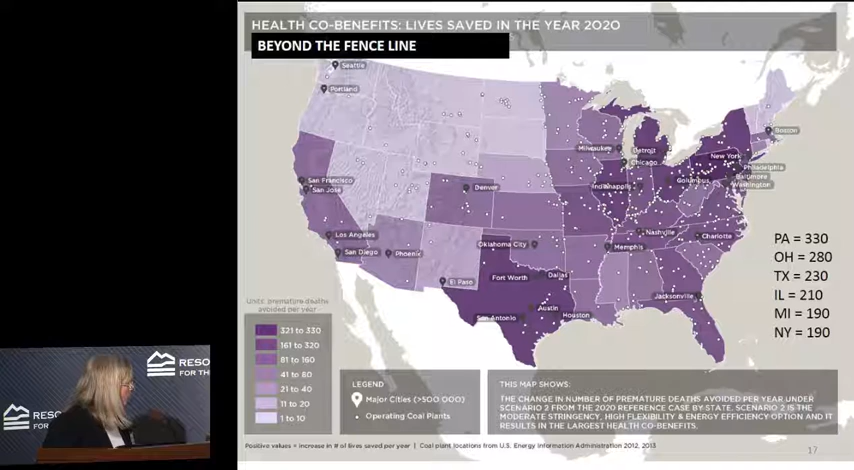 HEALTH CO-BENEFITS: LIVES SAVED IN THE YEAR 2020
BEYOND THE FENCE LINE
Seattle
Portland
Boston
Milwaukee
Detroit
Chicago
New York
Philadelphia
Baltimore
Washington
Columbus
Indianapolis
San Francisco
San Jose
Denver
Los Angeles
San Diego
Phoenix
Oklahoma City
Nashville
Memphis
Charlotte
El Paso
Fort Worth
Dallas
Jacksonville
Austin
San Antonio
Houston
PA = 330
OH = 280
TX = 230
IL = 210
MI = 190
NY = 190
Units: premature deaths
avoided per year
321 to 330
161 to 320
81 to 160
41 to 80
21 to 40
11 to 20
1 to 10
LEGEND
Major Cities (>500 000)
Operating Coal Plants
THIS MAP SHOWS:
THE CHANGE IN NUMBER OF PREMATURE DEATHS AVOIDED PER YEAR UNDER
SCENARIO 2 FROM THE 2020 REFERENCE CASE BY STATE. SCENARIO 2 IS THE
MODERATE STRINGENCY, HIGH FLEXIBILITY & ENERGY EFFICIENCY OPTION AND IT
RESULTS IN THE LARGEST HEALTH CO-BENEFITS.
Positive values = increase in # of lives saved per year | Coal plant locations from U.S. Energy Information Administration 2012, 2013
17
RESO
FOR TH
RESO
FOR